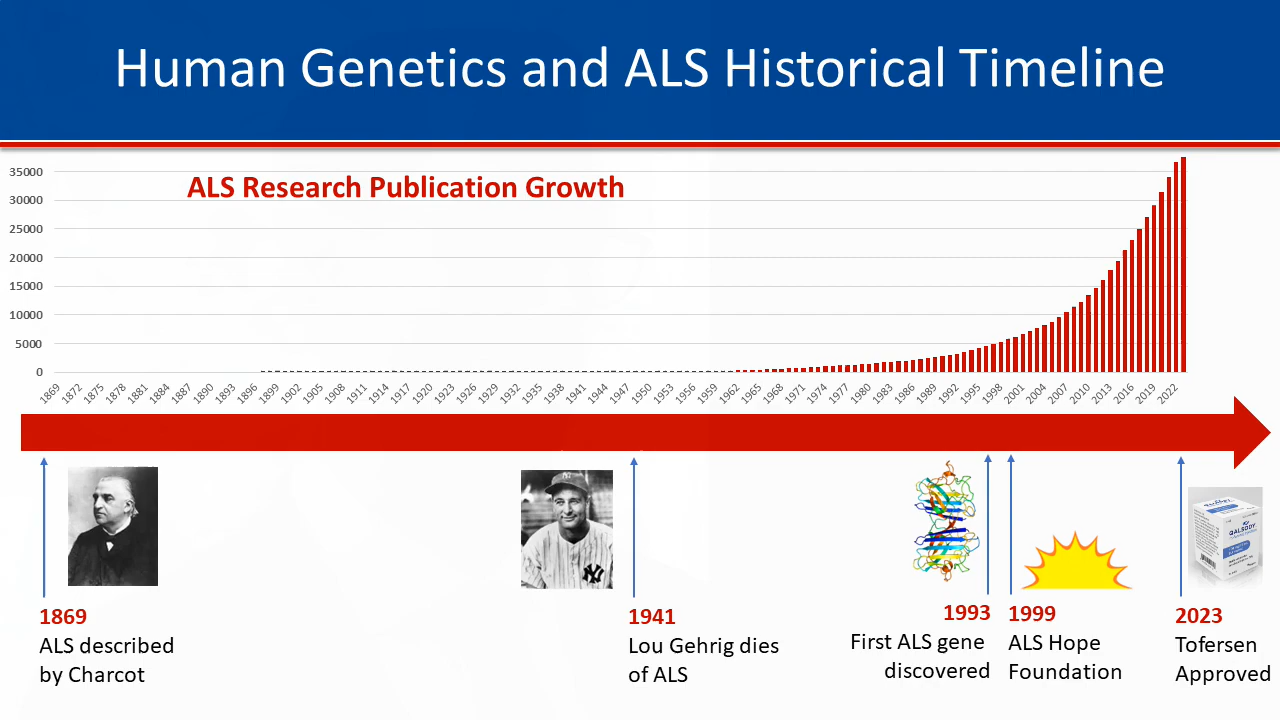 Human Genetics and ALS Historical Timeline
ALS Research Publication Growth
35000
30000
25000
20000
15000
10000
5000
0
1869 1872 1875 1878 1881 1884 1887 1890 1893 1896 1899 1902 1905 1908 1911 1914 1917 1920 1923 1926 1929 1932 1935 1938 1941 1944 1947 1950 1953 1956 1959 1962 1965 1968 1971 1974 1977 1980 1983 1986 1989 1992 1995 1998 2001 2004 2007 2010 2013 2016 2019 2022
QALSODY
1869
ALS described
by Charcot
1941
Lou Gehrig dies
of ALS
1993
First ALS gene
discovered
1999
ALS Hope
Foundation
2023
Tofersen
Approved